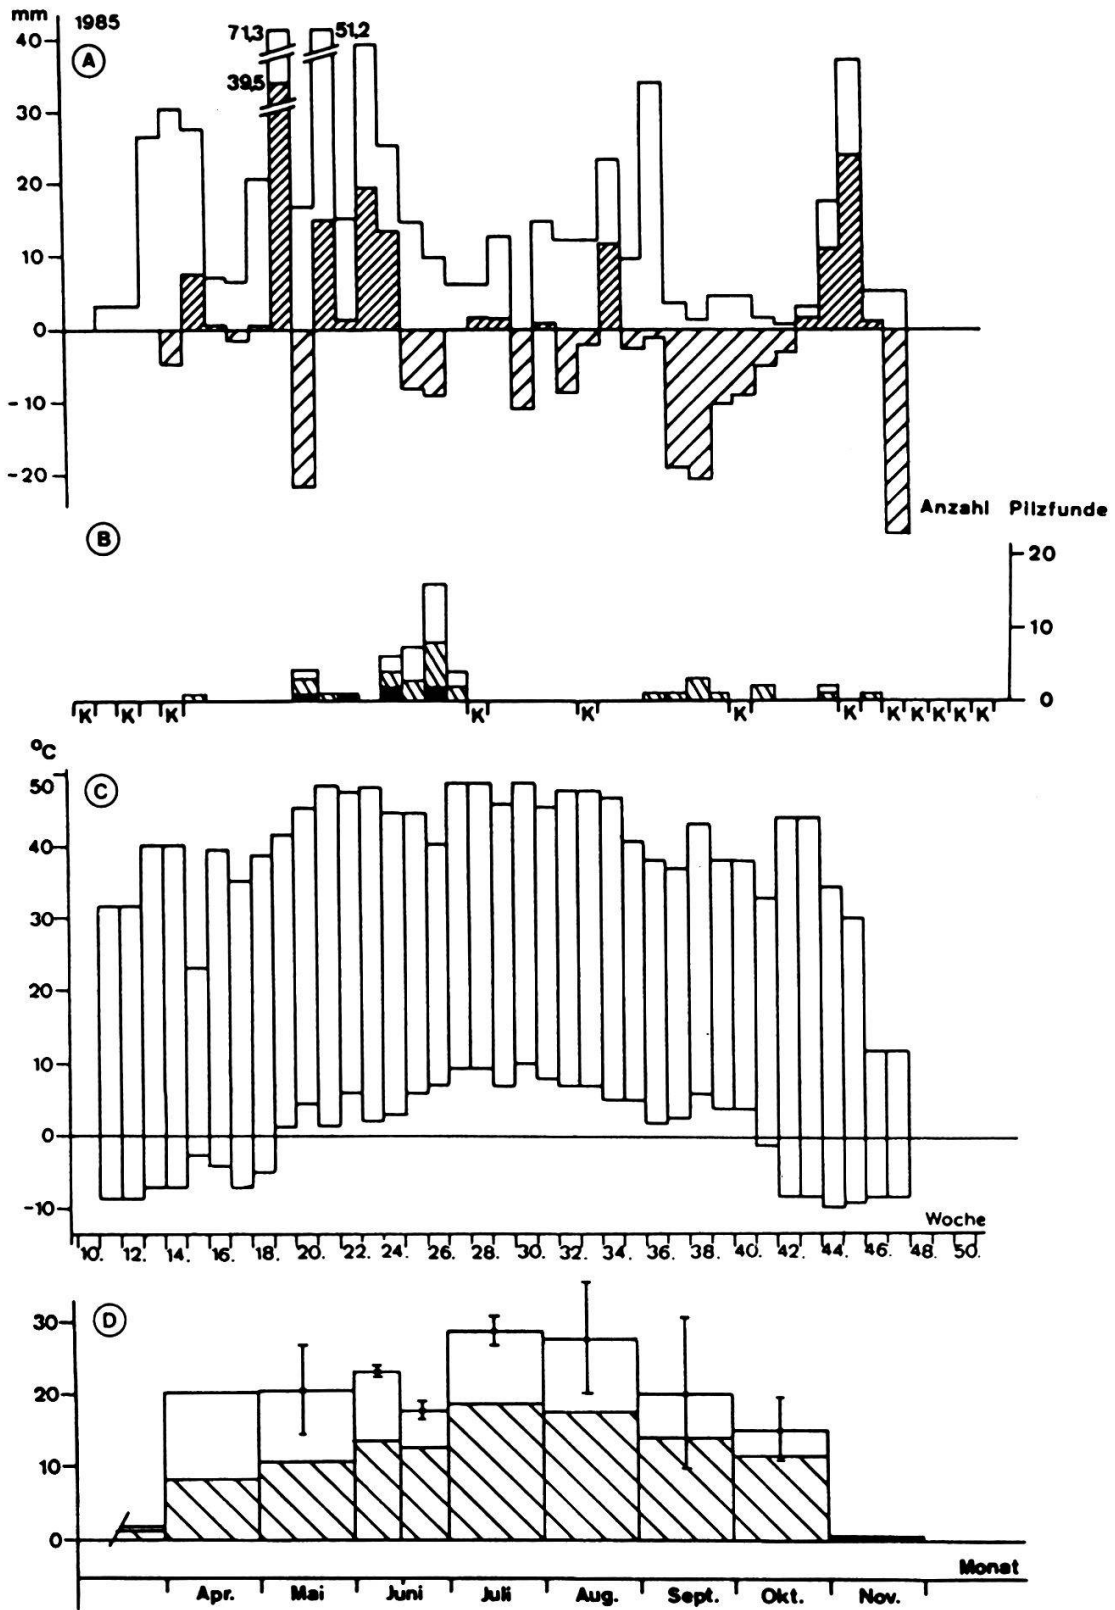 mm
1985
A
71,3
51,2
39,5
40
30
20
10
0
-10
-20
Anzahl Pilzfunde
B
20
10
0
K K K K K K K K K K K
°C
C
50
40
30
20
10
0
-10
Woche
10. 12. 14. 16. 18. 20. 22. 24. 26. 28. 30. 32. 34. 36. 38. 40. 42. 44. 46. 48. 50.
D
30
20
10
0
Monat
Apr. Mai Juni Juli Aug. Sept. Okt. Nov.